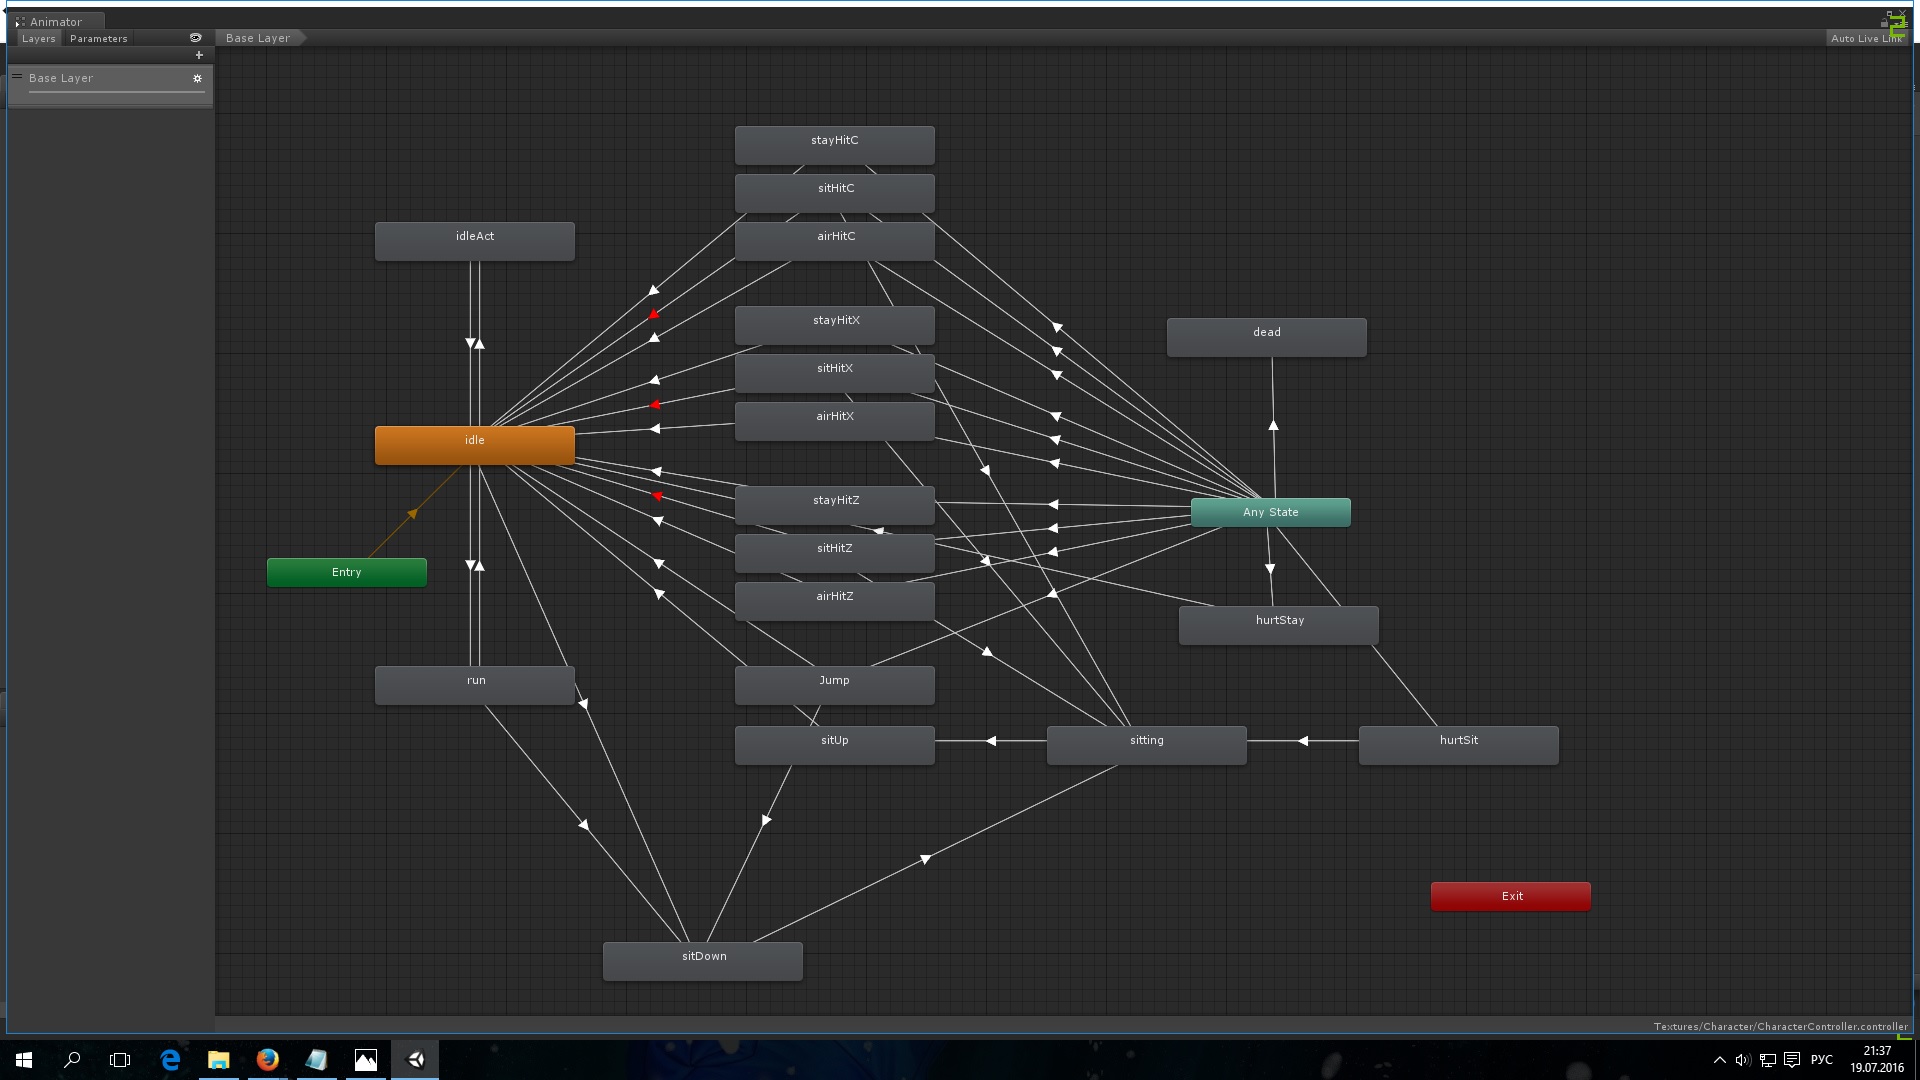 Animator
Layers Parameters
Base Layer
Auto Live Link
Base Layer
stayHitC
sitHitC
airHitC
idleAct
stayHitX
dead
sitHitX
airHitX
idle
stayHitZ
Any State
sitHitZ
Entry
airHitZ
hurtStay
run
Jump
sitUp
sitting
hurtSit
Exit
sitDown
Textures/Character/CharacterController.controller
РУС
21:37
19.07.2016